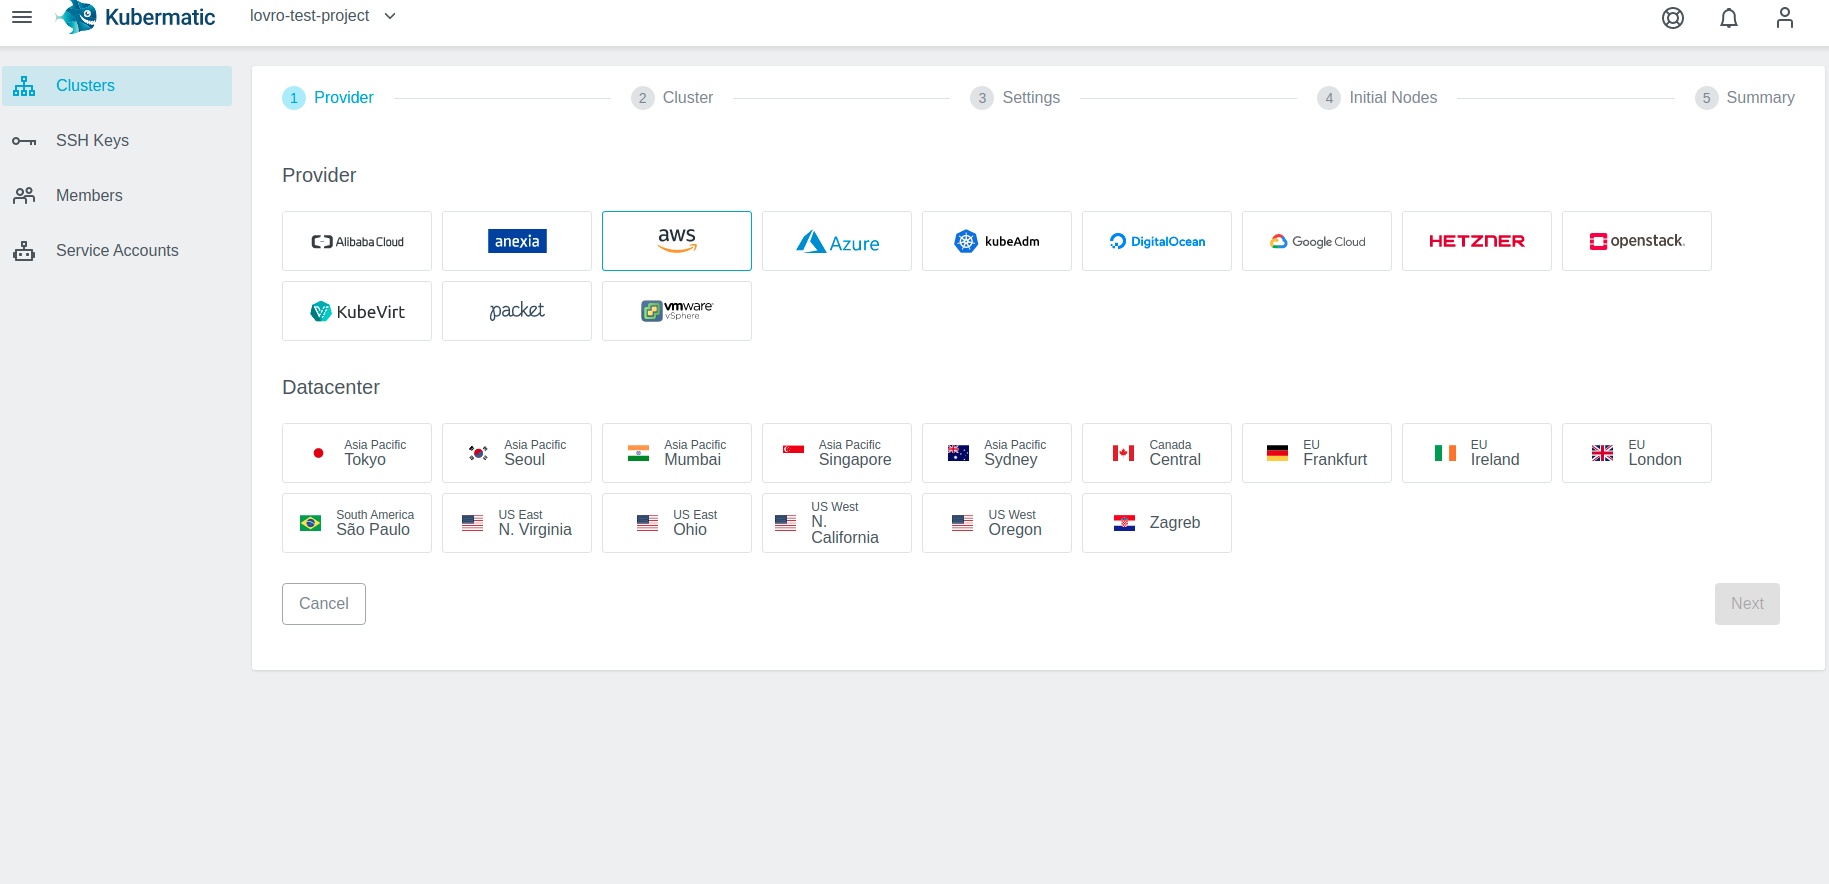 Kubermatic
lovro-test-project
Clusters
SSH Keys
Members
Service Accounts
1 Provider
2 Cluster
3 Settings
4 Initial Nodes
5 Summary
Provider
Alibaba Cloud
anexia
aws
Azure
kubeAdm
DigitalOcean
Google Cloud
HETZNER
openstack.
KubeVirt
packet
vmware
vSphere
Datacenter
Asia Pacific
Tokyo
Asia Pacific
Seoul
Asia Pacific
Mumbai
Asia Pacific
Singapore
Asia Pacific
Sydney
Canada
Central
EU
Frankfurt
EU
Ireland
EU
London
South America
São Paulo
US East
N. Virginia
US East
Ohio
US West
N.
California
US West
Oregon
Zagreb
Cancel
Next